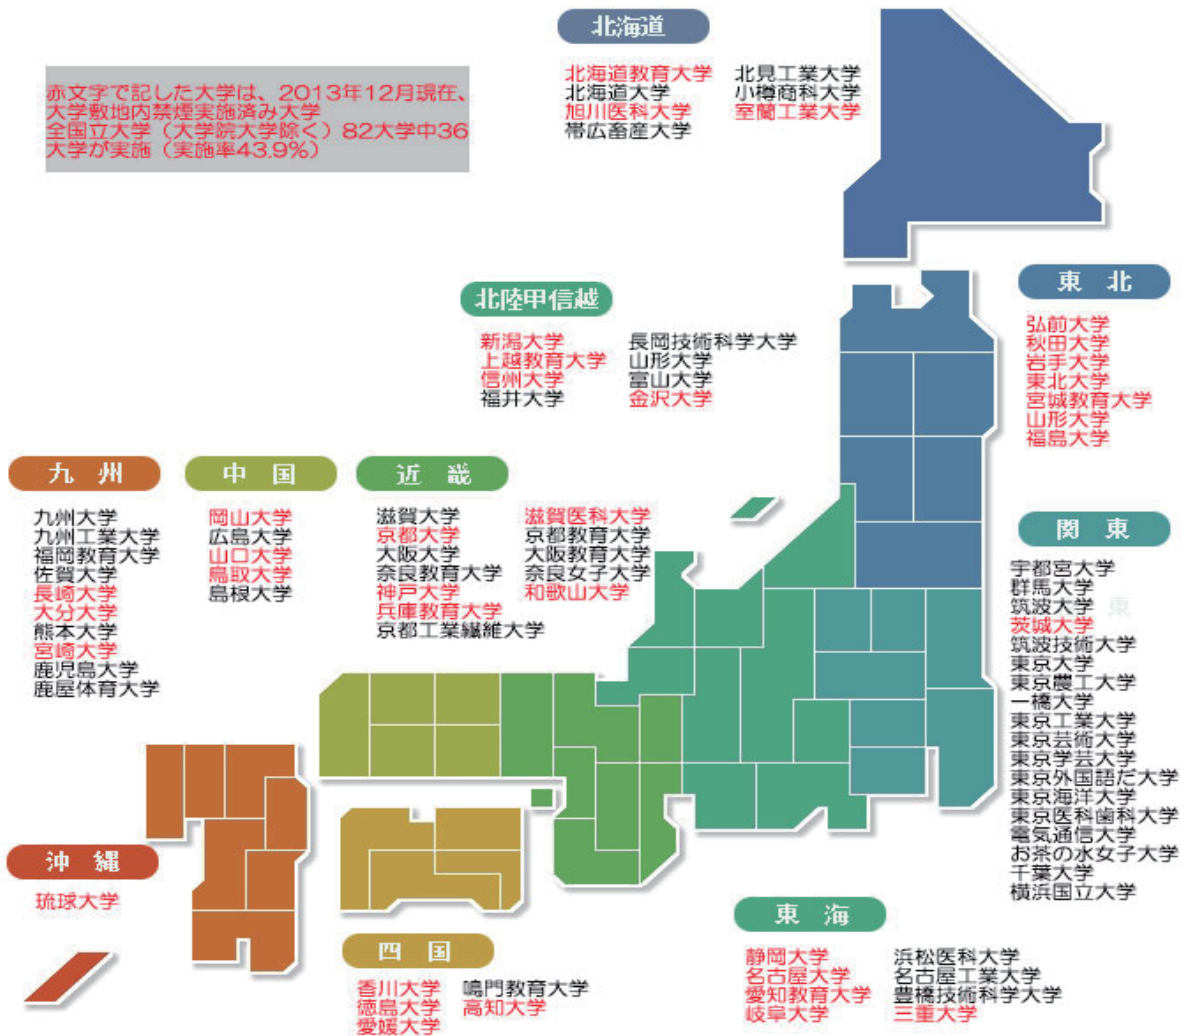 北海道
北海道教育大学 北見工業大学
北海道大学 小樽商科大学
旭川医科大学 室蘭工業大学
帯広畜産大学
赤文字で記した大学は、2013年12月現在、
大学敷地内禁煙実施済み大学
全国立大学（大学院大学除く）82大学中36
大学が実施（実施率43.9%）
東 北
弘前大学
秋田大学
岩手大学
東北大学
宮城教育大学
山形大学
福島大学
北陸甲信越
新潟大学 長岡技術科学大学
上越教育大学 山形大学
信州大学 富山大学
福井大学 金沢大学
九 州
九州大学
九州工業大学
福岡教育大学
佐賀大学
長崎大学
大分大学
熊本大学
宮崎大学
鹿児島大学
鹿屋体育大学
中 国
岡山大学
広島大学
山口大学
鳥取大学
島根大学
近 畿
滋賀大学 滋賀医科大学
京都大学 京都教育大学
大阪大学 大阪教育大学
奈良教育大学 奈良女子大学
神戸大学 和歌山大学
兵庫教育大学
京都工業繊維大学
関 東
宇都宮大学
群馬大学
筑波大学 東
茨城大学
筑波技術大学
東京大学
東京農工大学
一橋大学
東京工業大学
東京芸術大学
東京学芸大学
東京外国語だ大学
東京海洋大学
東京医科歯科大学
電気通信大学
お茶の水女子大学
千葉大学
横浜国立大学
沖 縄
琉球大学
四 国
香川大学 鳴門教育大学
徳島大学 高知大学
愛媛大学
東 海
静岡大学 浜松医科大学
名古屋大学 名古屋工業大学
愛知教育大学 豊橋技術科学大学
岐阜大学 三重大学